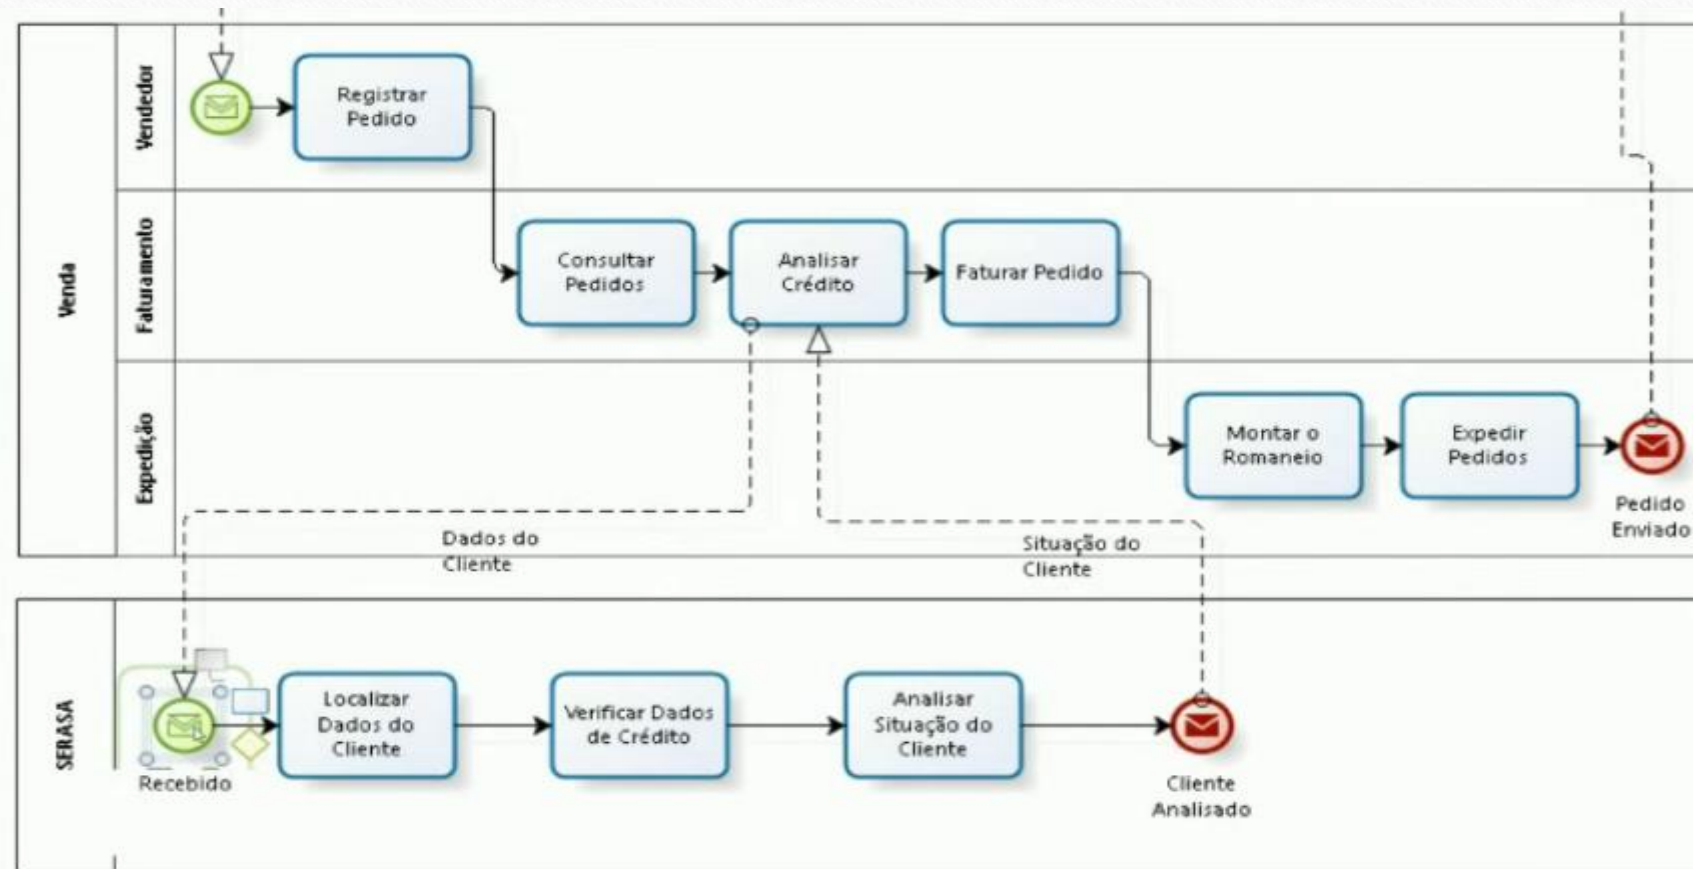 Venda
Vendedor
Registrar
Pedido
Faturamento
Consultar
Pedidos
Analisar
Crédito
Faturar Pedido
Expedição
Montar o
Romaneio
Expedir
Pedidos
Pedido
Enviado
Dados do
Cliente
Situação do
Cliente
SERASA
Recebido
Localizar
Dados do
Cliente
Verificar Dados
de Crédito
Analisar
Situação do
Cliente
Cliente
Analisado